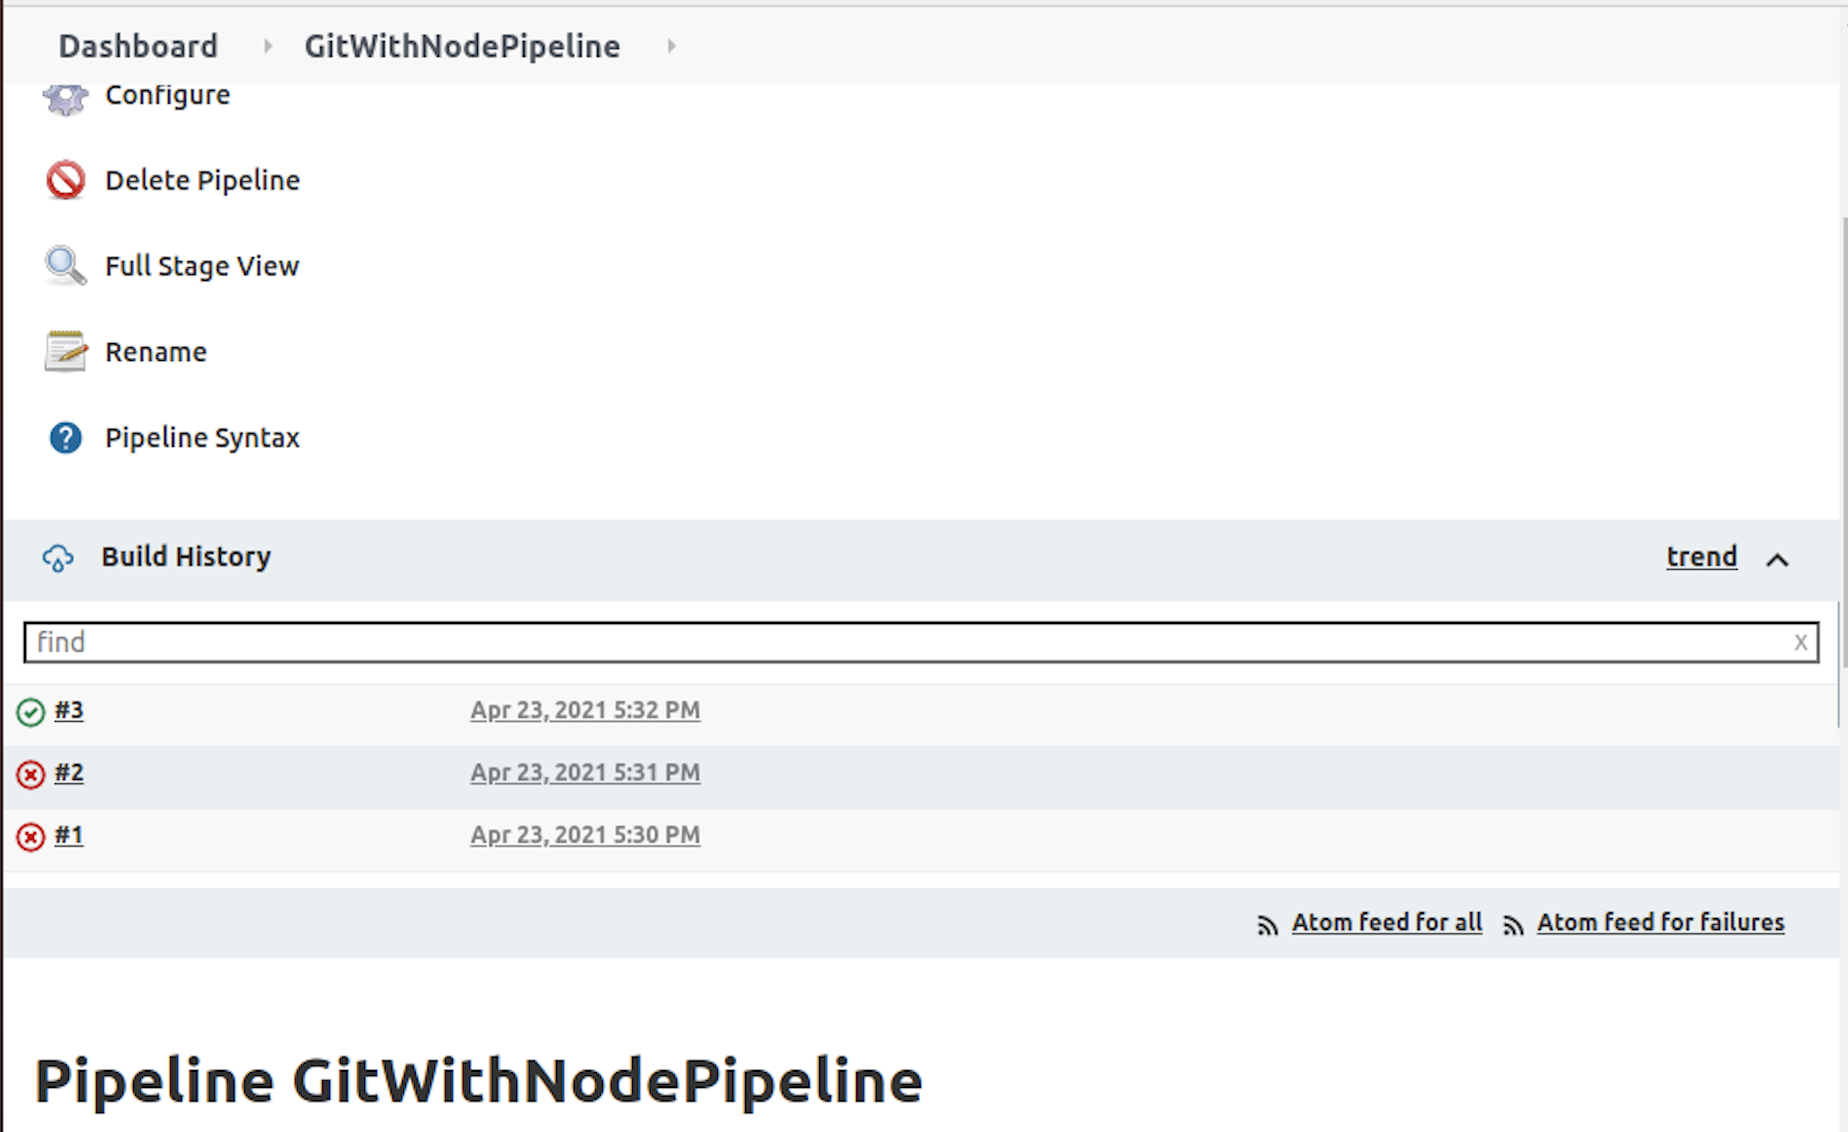 Dashboard GitWithNodePipeline
Configure
Delete Pipeline
Full Stage View
Rename
Pipeline Syntax
Build History trend
find x
#3 Apr 23, 2021 5:32 PM
#2 Apr 23, 2021 5:31 PM
#1 Apr 23, 2021 5:30 PM
Atom feed for all Atom feed for failures
Pipeline GitWithNodePipeline